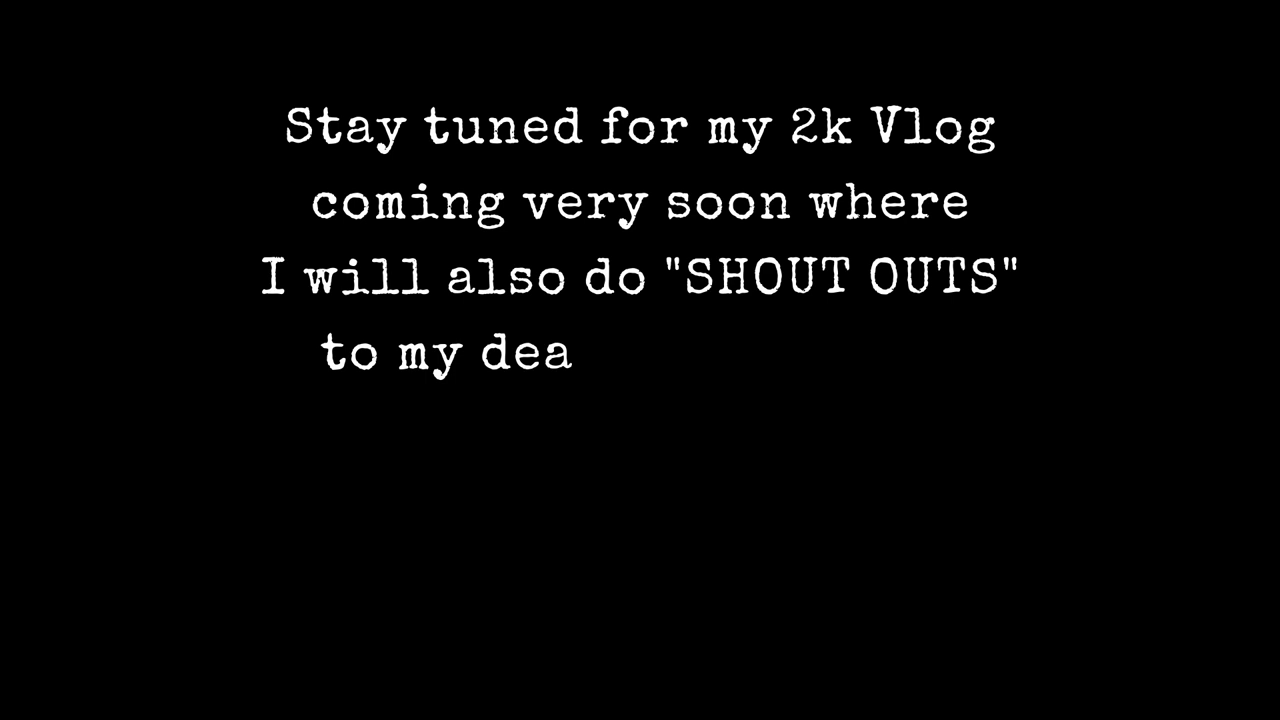 Stay tuned for my 2k Vlog
coming very soon where
I will also do "SHOUT OUTS"
to my dea